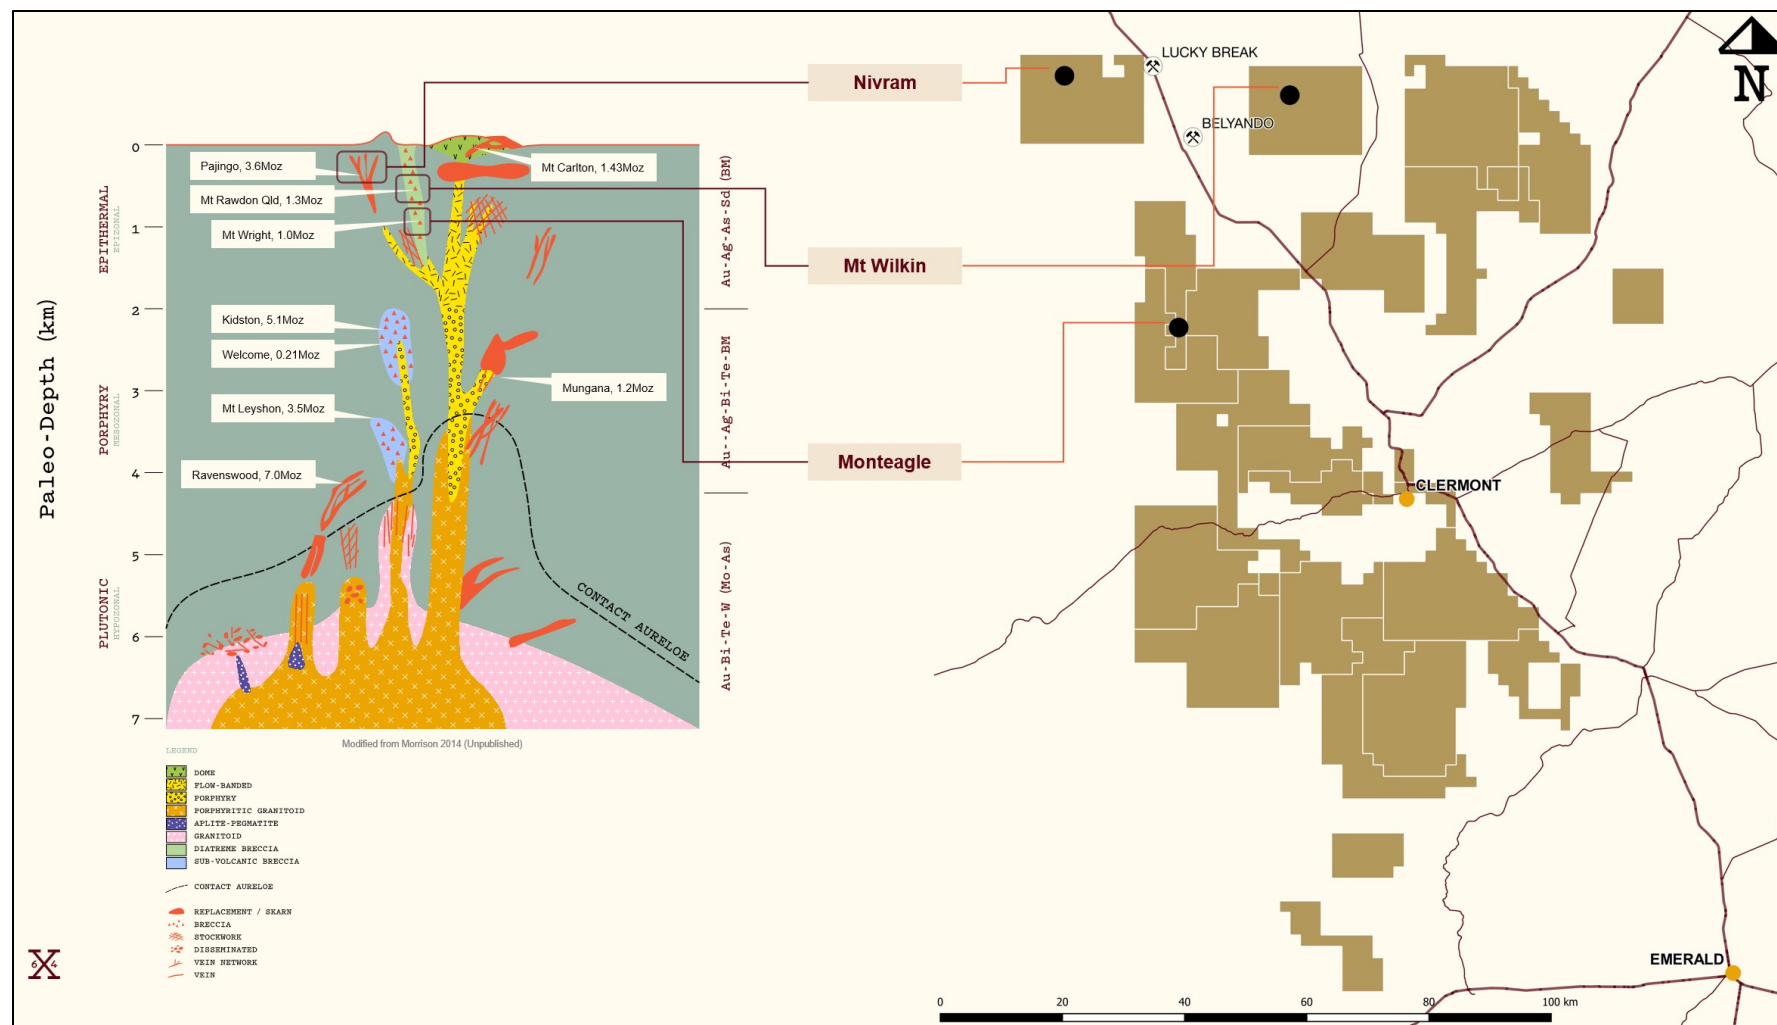 Nivram
LUCKY BREAK
BELYANDO
N
0
Pajingo, 3.6Moz
Mt Carlton, 1.43Moz
Mt Rawdon Qld, 1.3Moz
Mt Wright, 1.0Moz
1
EPITHERMAL
EPIZONAL
Au-Ag-As-Sd (BM)
Mt Wilkin
2
Kidston, 5.1Moz
Welcome, 0.21Moz
Paleo-Depth (km)
3
Mungana, 1.2Moz
PORPHYRY
MESOZONAL
Au--Ag-Bi-Te-BM
Mt Leyshon, 3.5Moz
Monteagle
4
Ravenswood, 7.0Moz
CLERMONT
5
CONTACT AURELOE
PLUTONIC
HYPOZONAL
Au-Bi-Te-W (Mo-As)
6
7
Modified from Morrison 2014 (Unpublished)
LEGEND
DOME
FLOW-BANDED
PORPHYRY
PORPHYRITIC GRANITOID
APLITE-PEGMATITE
GRANITOID
DIATREME BRECCIA
SUB-VOLCANIC BRECCIA
CONTACT AURELOE
REPLACEMENT / SKARN
BRECCIA
STOCKWORK
DISSEMINATED
VEIN NETWORK
VEIN
6X4
EMERALD
0 20 40 60 80 100 km